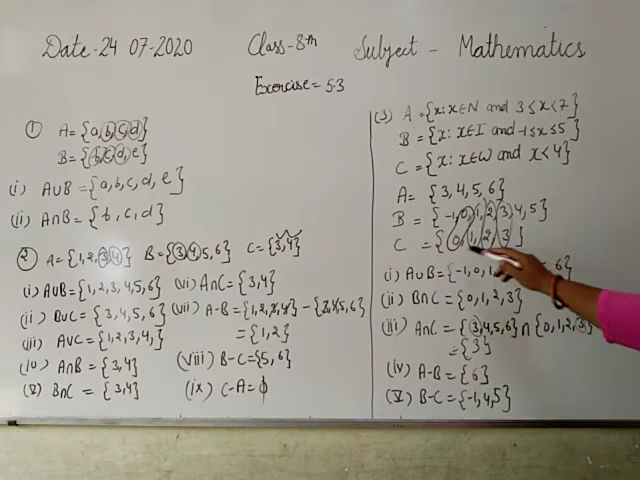 Date-24 07-2020 Class-8th Subject - Mathematics
Exercise=5.3
① A={a,b,c,d}
B={b,c,d,e}
(i) A∪B={a,b,c,d,e}
(ii) A∩B={b,c,d}
② A={1,2,3,4} B={3,4,5,6} C={3,4}
(i) A∪B={1,2,3,4,5,6}
(ii) B∪C={3,4,5,6}
(iii) A∪C={1,2,3,4,}
(iv) A∩B={3,4}
(v) B∩C={3,4}
(vi) A∩C={3,4}
(vii) A-B={1,2,3,4}-{3,4,5,6}
={1,2}
(viii) B-C={5,6}
(ix) C-A=ϕ
(3) A={x:x∈N and 3≤x<7}
B={x: x∈I and -1≤x≤5}
C={x: x∈W and x<4}
A={3,4,5,6}
B={-1,0,1,2,3,4,5}
C={0,1,2,3}
(i) A∪B={-1,0,1 6}
(ii) B∩C={0,1,2,3}
(iii) A∩C={3,4,5,6}∩{0,1,2,3}
={3}
(iv) A-B={6}
(v) B-C={-1,4,5}